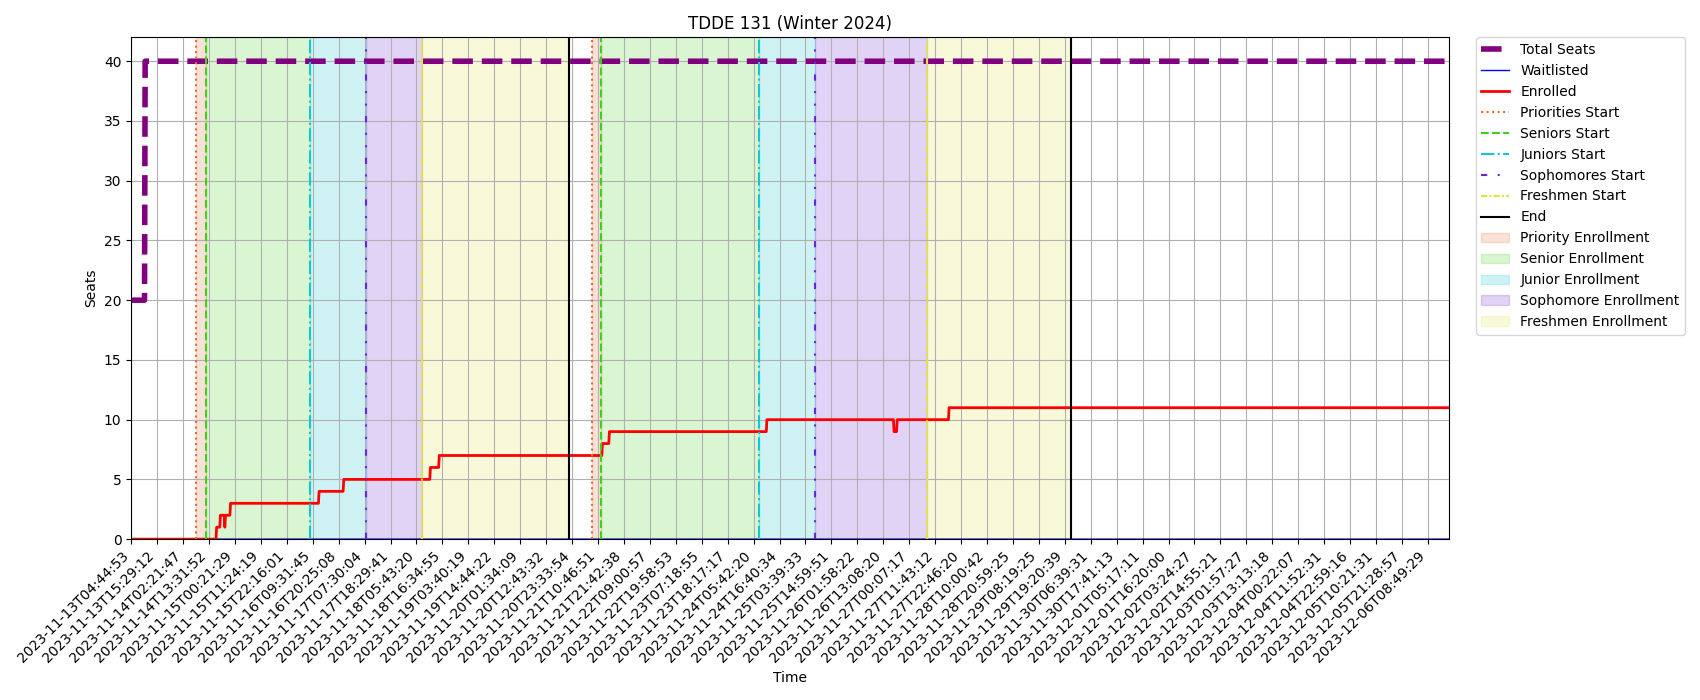 TDDE 131 (Winter 2024)
Seats
40
35
30
25
20
15
10
5
0
2023-11-13T04:44:53
2023-11-13T15:29:12
2023-11-14T02:21:47
2023-11-14T13:31:52
2023-11-15T00:21:29
2023-11-15T11:24:19
2023-11-15T22:16:01
2023-11-16T09:31:45
2023-11-16T20:25:08
2023-11-17T07:30:04
2023-11-17T18:29:41
2023-11-18T05:43:20
2023-11-18T16:34:55
2023-11-19T03:40:19
2023-11-19T14:44:22
2023-11-20T01:34:09
2023-11-20T12:43:32
2023-11-20T23:33:54
2023-11-21T10:46:51
2023-11-21T21:42:38
2023-11-22T09:00:57
2023-11-22T19:58:53
2023-11-23T07:18:55
2023-11-23T18:17:17
2023-11-24T05:42:20
2023-11-24T16:40:34
2023-11-25T03:39:33
2023-11-25T14:59:51
2023-11-26T01:58:22
2023-11-26T13:08:20
2023-11-27T00:07:17
2023-11-27T11:43:12
2023-11-27T22:46:20
2023-11-28T10:00:42
2023-11-28T20:59:25
2023-11-29T08:19:25
2023-11-29T19:20:39
2023-11-30T06:39:31
2023-11-30T17:41:13
2023-12-01T05:17:11
2023-12-01T16:20:00
2023-12-02T03:24:27
2023-12-02T14:55:21
2023-12-03T01:57:27
2023-12-03T13:13:18
2023-12-04T00:22:07
2023-12-04T11:52:31
2023-12-04T22:59:16
2023-12-05T10:21:31
2023-12-05T21:28:57
2023-12-06T08:49:29
Time
Total Seats
Waitlisted
Enrolled
Priorities Start
Seniors Start
Juniors Start
Sophomores Start
Freshmen Start
End
Priority Enrollment
Senior Enrollment
Junior Enrollment
Sophomore Enrollment
Freshmen Enrollment